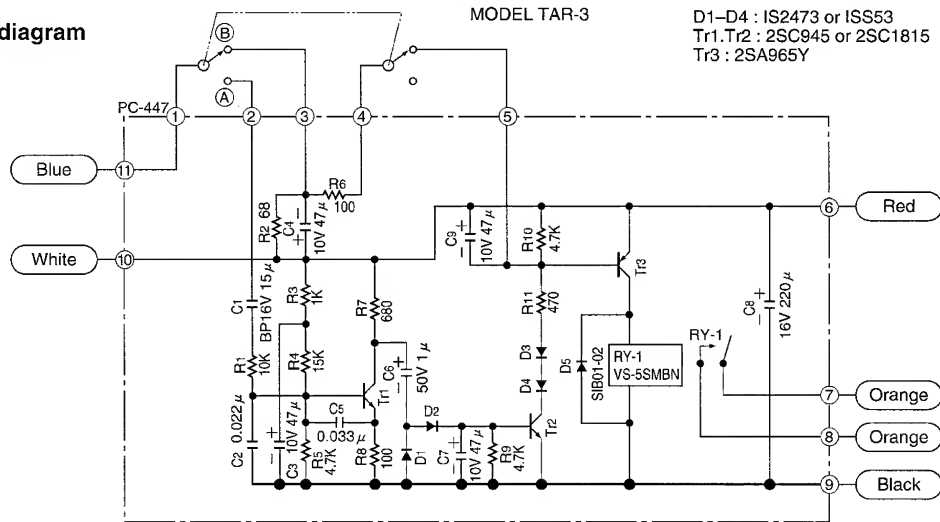 diagram
MODEL TAR-3
D1–D4 : IS2473 or ISS53
Tr1.Tr2 : 2SC945 or 2SC1815
Tr3 : 2SA965Y
B
A
PC-447
1
2
3
4
5
11
Blue
R6
100
R2 68
C4
10V 47μ
- +
6
Red
White
10
C1
BP16V 15μ
R3
1K
R7
680
C9
10V 47μ
+ -
R10
4.7K
Tr3
R11
470
C8
16V 220μ
+ -
R1
10K
R4
15K
Tr1
C6
50V 1μ
+ -
D3
D4
D5
SIB01-02
RY-1
VS-5SMBN
RY-1
7
Orange
C2 0.022μ
C3 10V 47μ
- +
C5
0.033μ
R5
4.7K
R8
100
D1
D2
C7
10V 47μ
+ -
R9
4.7K
Tr2
8
Orange
9
Black